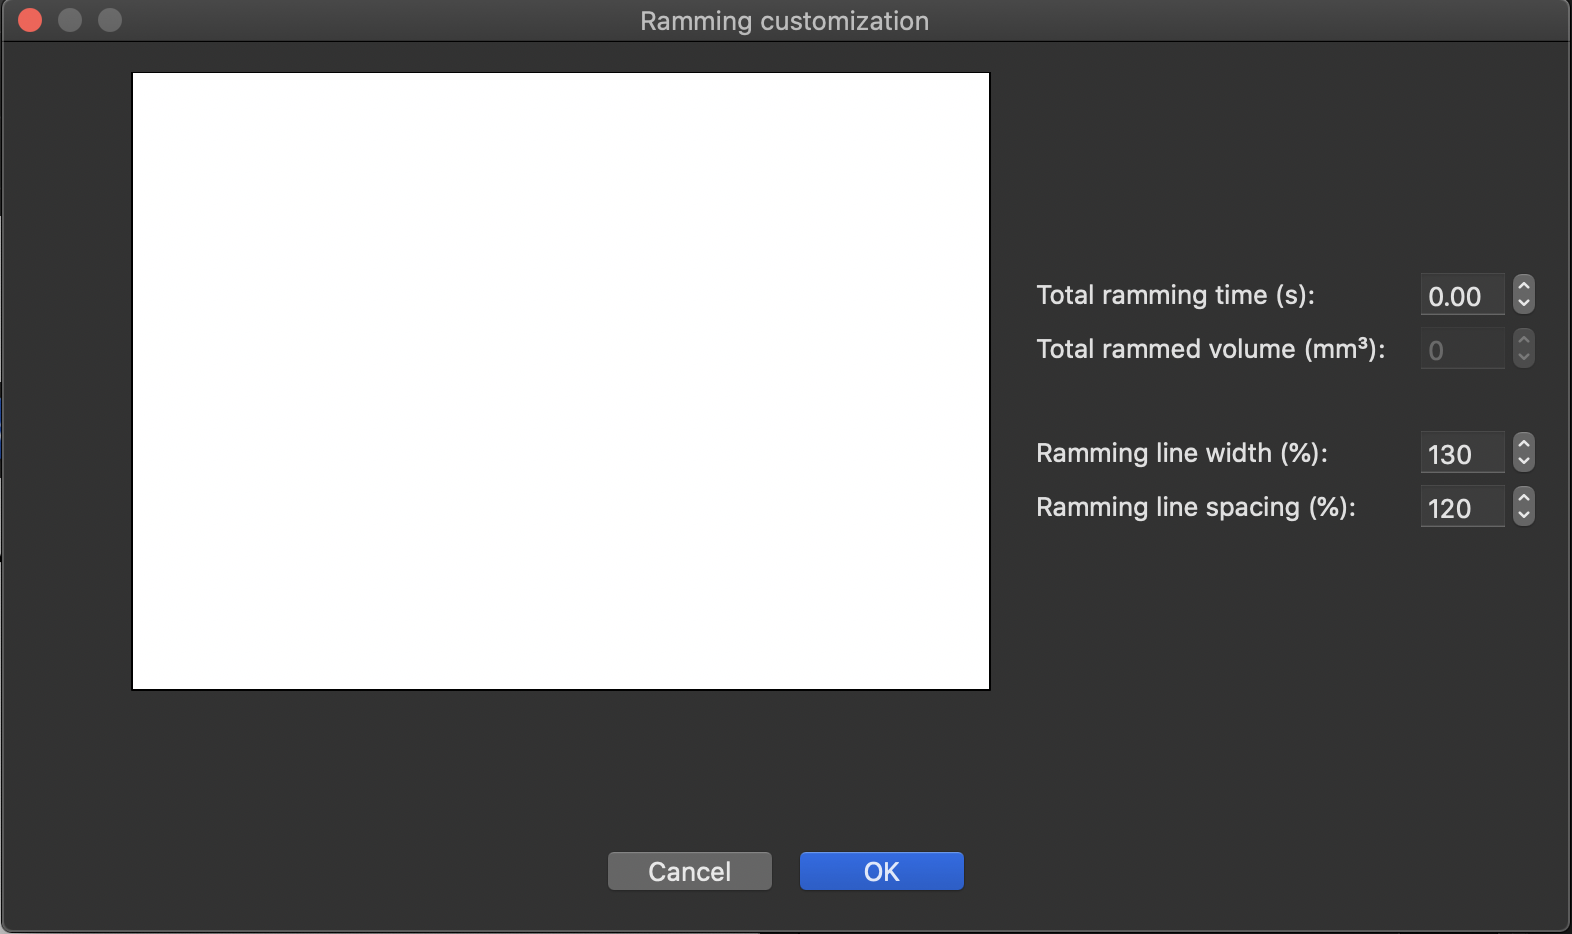 Ramming customization
Total ramming time (s): 0.00
Total rammed volume (mm³): 0
Ramming line width (%): 130
Ramming line spacing (%): 120
Cancel OK